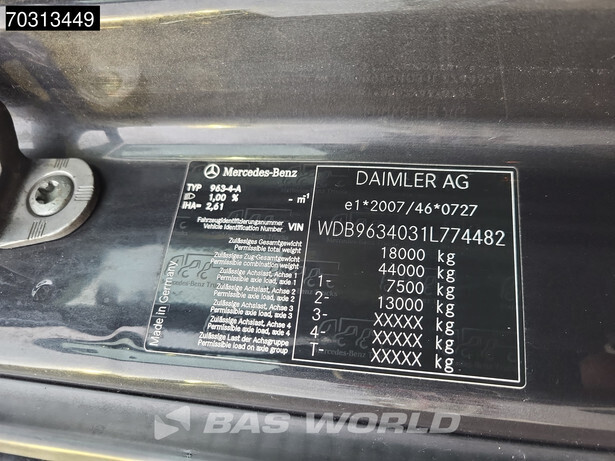 70313449
Mercedes-Benz
TYP 963-4-A
1,00 % - m⁻¹
iHA= 2,61
Fahrzeugidentifizierungsnummer
Vehicle Identification Number VIN
Zulässiges Gesamtgewicht
Permissible total weight
Zulässiges Zug-Gesamtgewicht
Permissible combination weight
Zulässige Achslast, Achse 1
Permissible axle load, axle 1
Zulässige Achslast, Achse 2
Permissible axle load, axle 2
Zulässige Achslast, Achse 3
Permissible axle load, axle 3
Zulässige Achslast, Achse 4
Permissible axle load, axle 4
Zulässige Last der Achsgruppe
Permissible load on axle group
Made in Germany
DAIMLER AG
e1*2007/46*0727
WDB9634031L774482
18000 kg
44000 kg
1- 7500 kg
2- 13000 kg
3- XXXXX kg
4- XXXXX kg
T- XXXXX kg
BAS WORLD